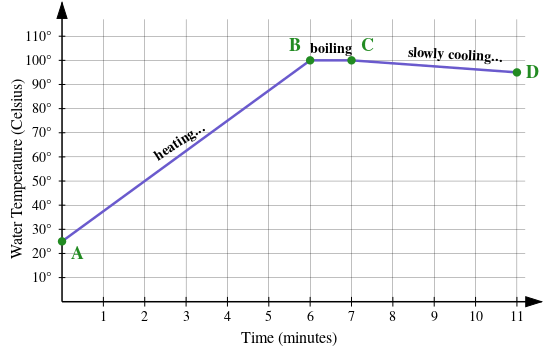 110°
100°
90°
80°
70°
60°
50°
40°
30°
20°
10°
Water Temperature (Celsius)
A
heating...
B
boiling
C
slowly cooling...
D
1 2 3 4 5 6 7 8 9 10 11
Time (minutes)